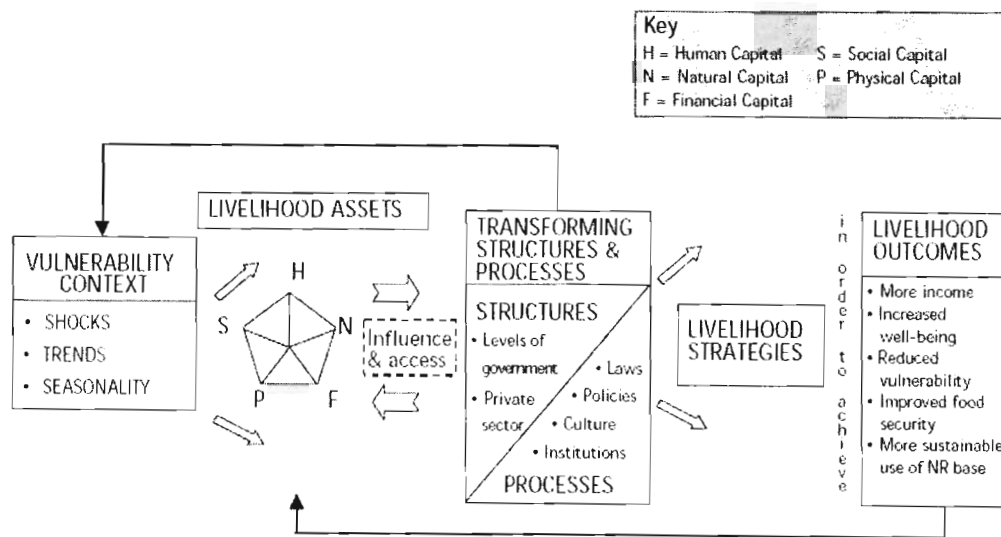 Key
H = Human Capital S = Social Capital
N = Natural Capital P = Physical Capital
F = Financial Capital
LIVELIHOOD ASSETS
VULNERABILITY
CONTEXT
• SHOCKS
• TRENDS
• SEASONALITY
H
S
N
P
F
Influence
& access
TRANSFORMING
STRUCTURES &
PROCESSES
STRUCTURES
• Levels of
government
• Private
sector
• Laws
• Policies
• Culture
• Institutions
PROCESSES
LIVELIHOOD
STRATEGIES
in order to achieve
LIVELIHOOD
OUTCOMES
• More income
• Increased
well-being
• Reduced
vulnerability
• Improved food
security
• More sustainable
use of NR base